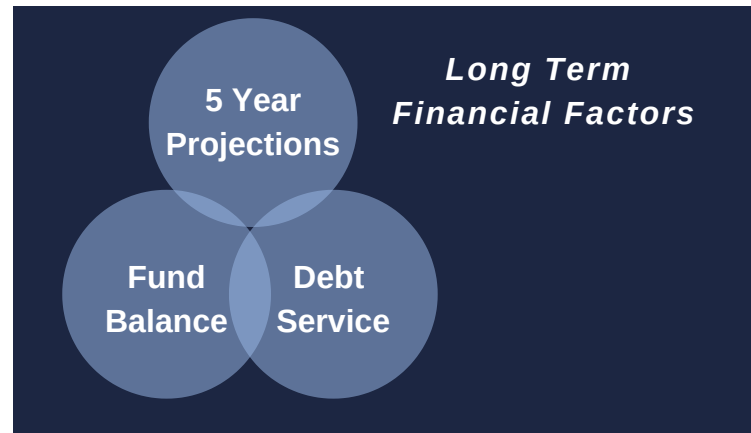 Long Term
Financial Factors
5 Year
Projections
Fund
Balance
Debt
Service